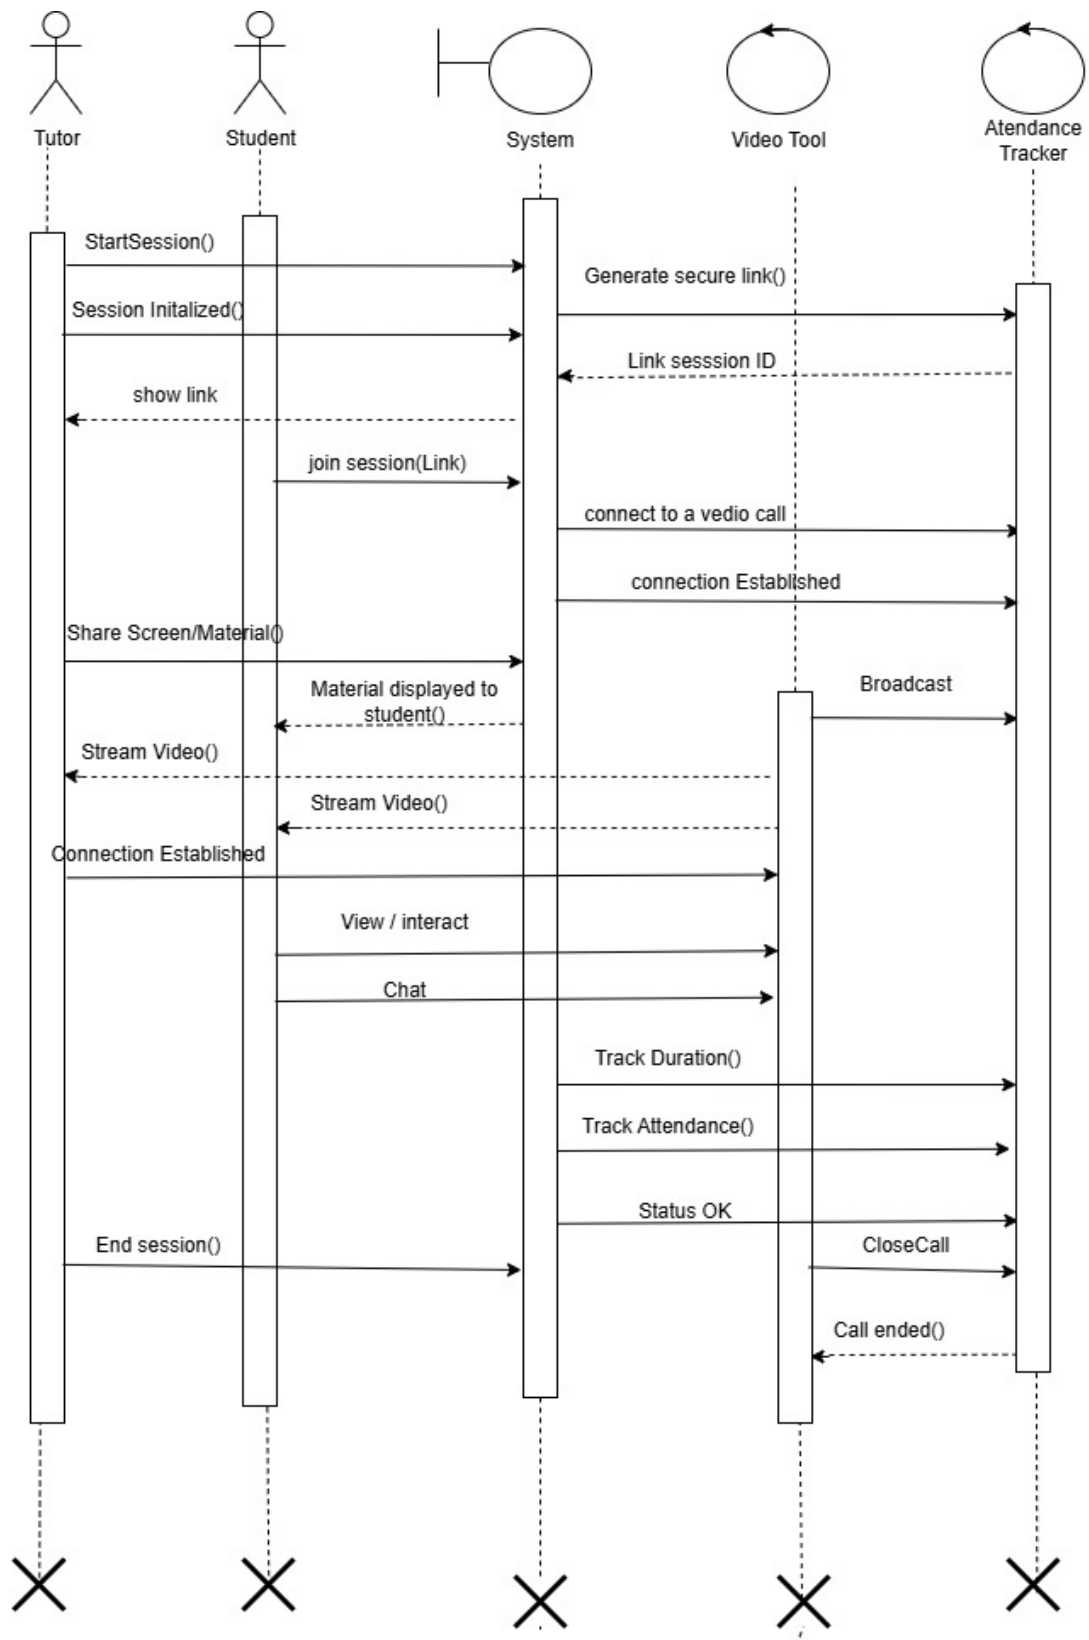 Tutor
Student
System
Video Tool
Atendance
Tracker
StartSession()
Generate secure link()
Session Initalized()
Link sesssion ID
show link
join session(Link)
connect to a vedio call
connection Established
Share Screen/Material()
Broadcast
Material displayed to
student()
Stream Video()
Stream Video()
Connection Established
View / interact
Chat
Track Duration()
Track Attendance()
Status OK
End session()
CloseCall
Call ended()